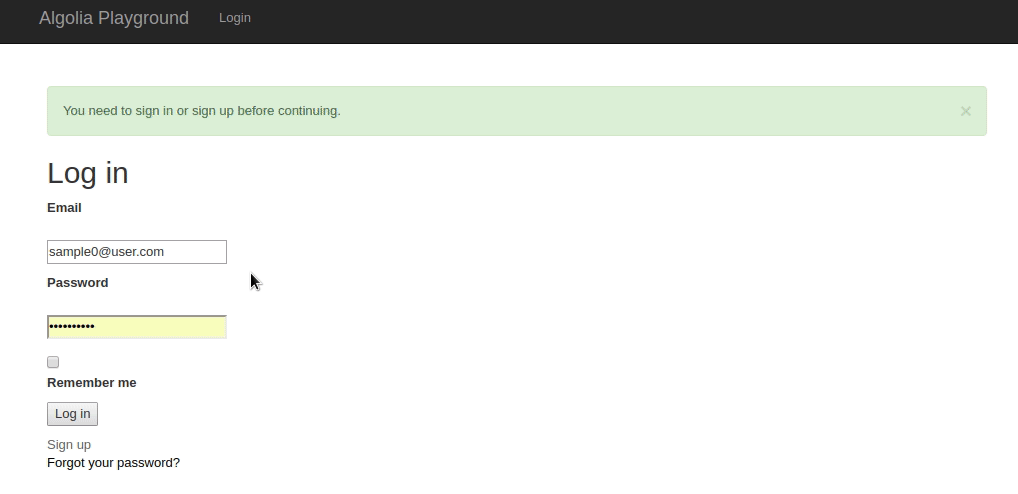 Algolia Playground Login
You need to sign in or sign up before continuing. ×
Log in
Email
sample0@user.com
Password
••••••••••
Remember me
Log in
Sign up
Forgot your password?